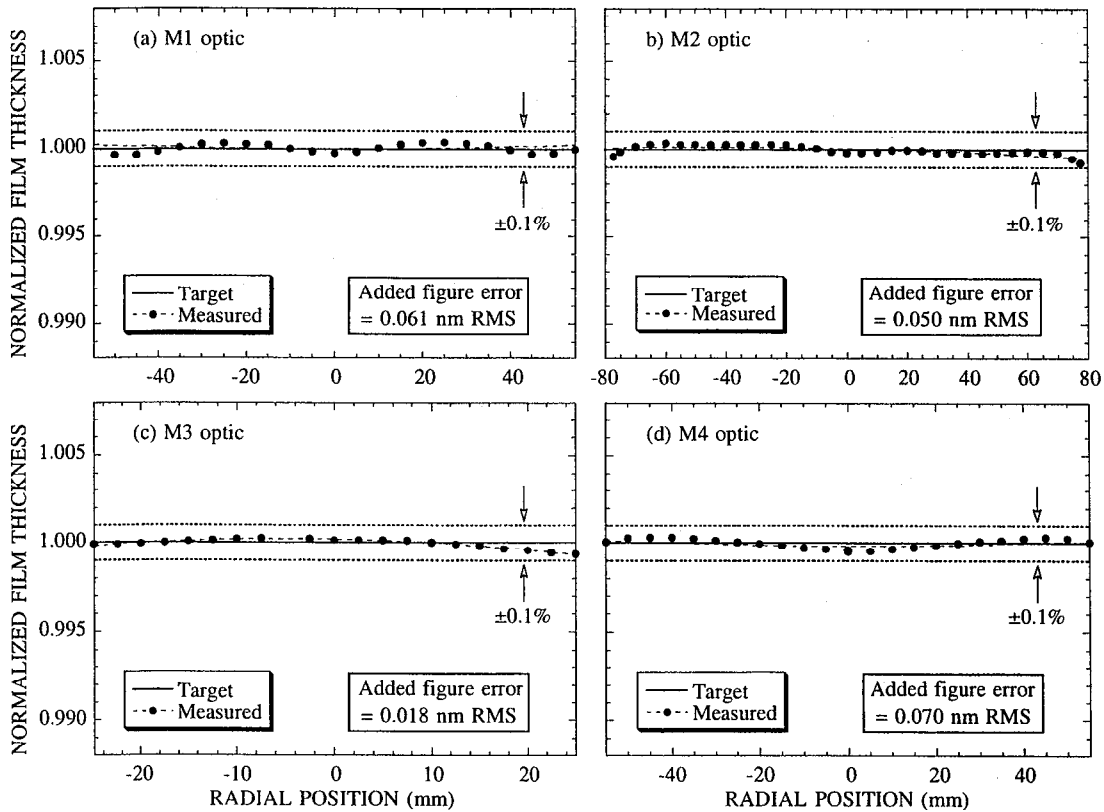 NORMALIZED FILM THICKNESS
1.005
1.000
0.995
0.990
(a) M1 optic
±0.1%
Target
Measured
Added figure error
= 0.061 nm RMS
-40
-20
0
20
40
b) M2 optic
±0.1%
Target
Measured
Added figure error
= 0.050 nm RMS
-80
-60
-40
-20
0
20
40
60
80
NORMALIZED FILM THICKNESS
1.005
1.000
0.995
0.990
(c) M3 optic
±0.1%
Target
Measured
Added figure error
= 0.018 nm RMS
-20
-10
0
10
20
RADIAL POSITION (mm)
(d) M4 optic
±0.1%
Target
Measured
Added figure error
= 0.070 nm RMS
-40
-20
0
20
40
RADIAL POSITION (mm)